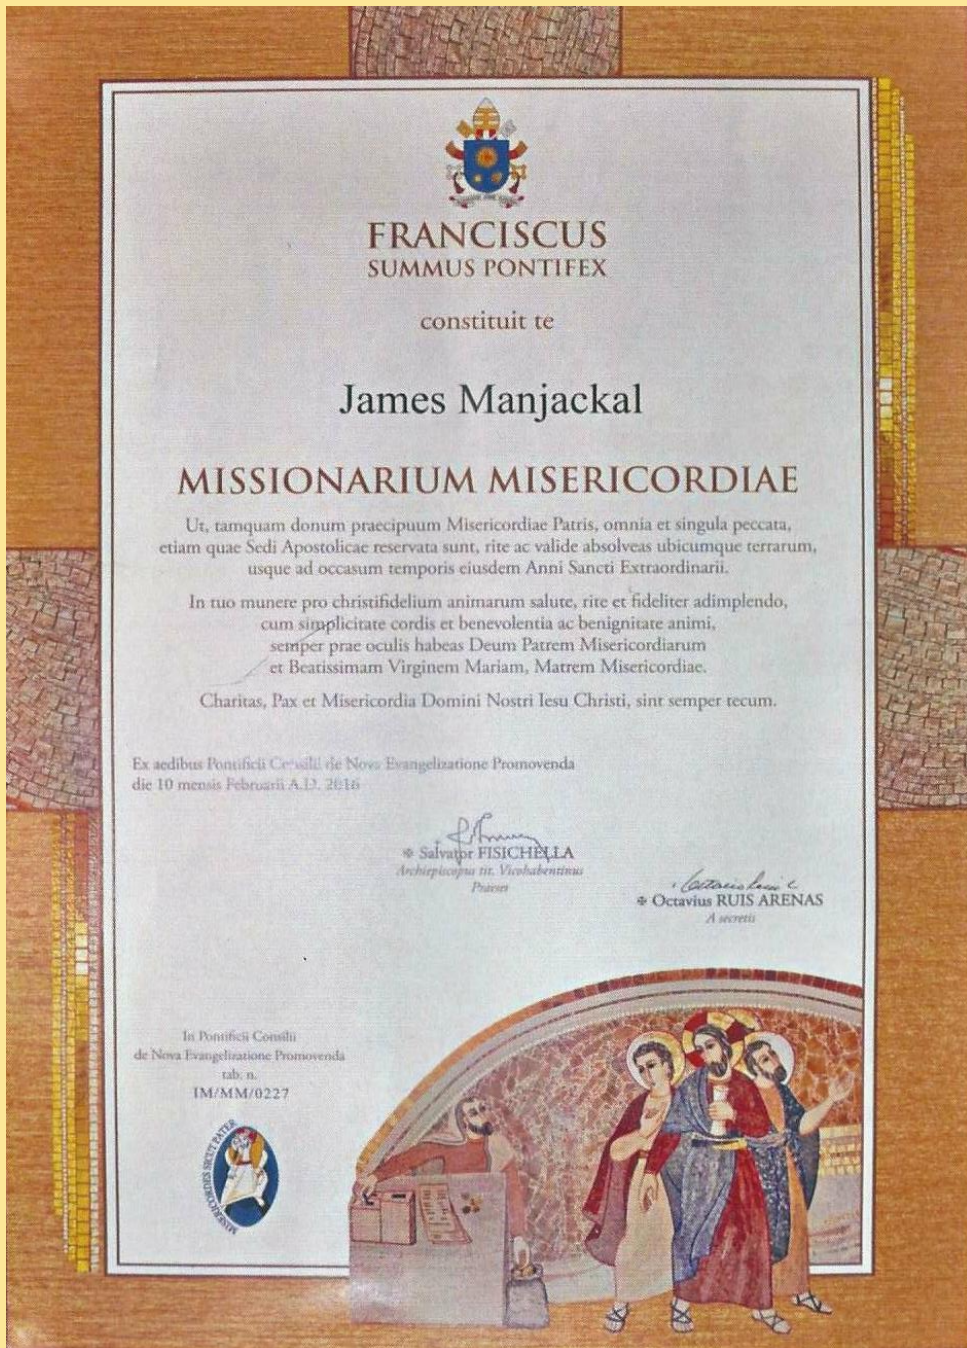 FRANCISCUS
SUMMUS PONTIFEX
constituit te
James Manjackal
MISSIONARIUM MISERICORDIAE
Ut, tamquam donum praecipuum Misericordiae Patris, omnia et singula peccata,
etiam quae Sedi Apostolicae reservata sunt, rite ac valide absolveas ubicumque terrarum,
usque ad occasum temporis eiusdem Anni Sancti Extraordinarii.
In tuo munere pro christifidelium animarum salute, rite et fideliter adimplendo,
cum simplicitate cordis et benevolentia ac benignitate animi,
semper prae oculis habeas Deum Patrem Misericordiarum
et Beatissimam Virginem Mariam, Matrem Misericordiae.
Charitas, Pax et Misericordia Domini Nostri Iesu Christi, sint semper tecum.
Ex aedibus Pontificii Consilii de Nova Evangelizatione Promovenda
die 10 mensis Februarii A.D. 2016
✠ Salvator FISICHELLA
Archiepiscopus tit. Vicohabentinus
Praeses
✠ Octavius RUIS ARENAS
A secretis
In Pontificii Consilii
de Nova Evangelizatione Promovenda
tab. n.
IM/MM/0227
MISERICORDES SICUT PATER